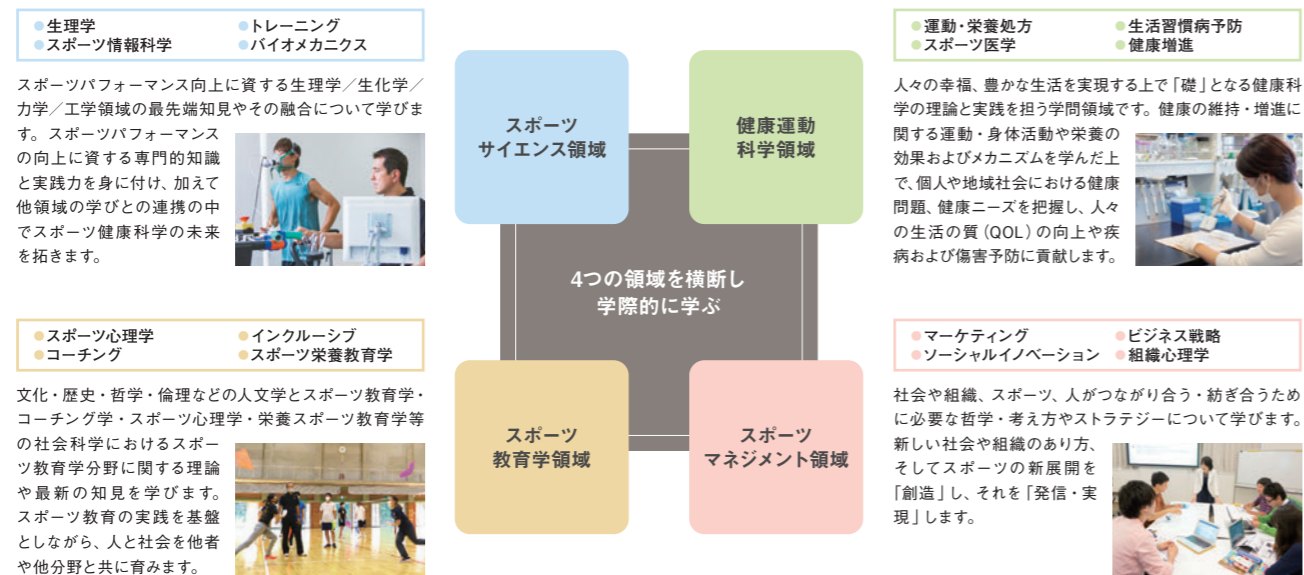 ●生理学 ●トレーニング
●スポーツ情報科学 ●バイオメカニクス
スポーツパフォーマンス向上に資する生理学／生化学／
力学／工学領域の最先端知見やその融合について学びま
す。スポーツパフォーマンス
の向上に資する専門的知識
と実践力を身に付け、加えて
他領域の学びとの連携の中
でスポーツ健康科学の未来
を拓きます。
スポーツ
サイエンス領域
健康運動
科学領域
●運動・栄養処方 ●生活習慣病予防
●スポーツ医学 ●健康増進
人々の幸福、豊かな生活を実現する上で「礎」となる健康科
学の理論と実践を担う学問領域です。健康の維持・増進に
関する運動・身体活動や栄養の
効果およびメカニズムを学んだ上
で、個人や地域社会における健康
問題、健康ニーズを把握し、人々
の生活の質（QOL）の向上や疾
病および傷害予防に貢献します。
4つの領域を横断し
学際的に学ぶ
●スポーツ心理学 ●インクルーシブ
●コーチング ●スポーツ栄養教育学
文化・歴史・哲学・倫理などの人文学とスポーツ教育学・
コーチング学・スポーツ心理学・栄養スポーツ教育学等
の社会科学におけるスポー
ツ教育学分野に関する理論
や最新の知見を学びます。
スポーツ教育の実践を基盤
としながら、人と社会を他者
や他分野と共に育みます。
スポーツ
教育学領域
スポーツ
マネジメント領域
●マーケティング ●ビジネス戦略
●ソーシャルイノベーション ●組織心理学
社会や組織、スポーツ、人がつながり合う・紡ぎ合うため
に必要な哲学・考え方やストラテジーについて学びます。
新しい社会や組織のあり方、
そしてスポーツの新展開を
「創造」し、それを「発信・実
現」します。